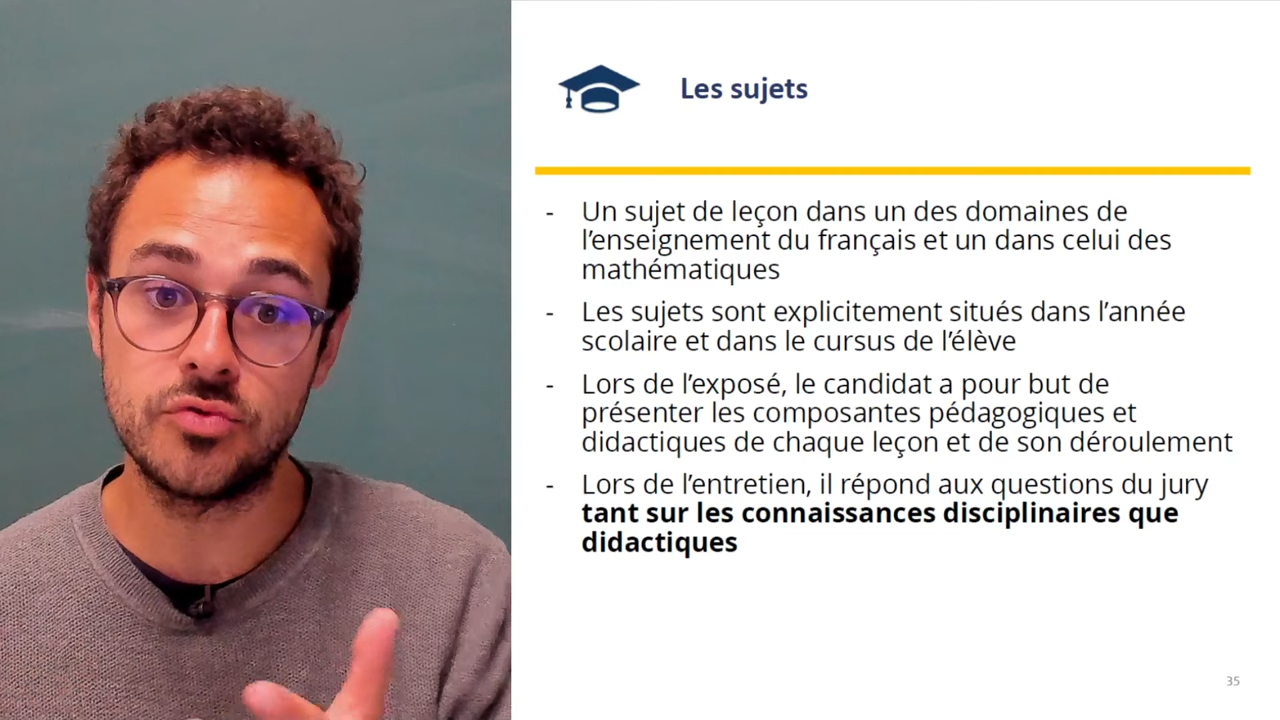 Les sujets
- Un sujet de leçon dans un des domaines de
l’enseignement du français et un dans celui des
mathématiques
- Les sujets sont explicitement situés dans l’année
scolaire et dans le cursus de l’élève
- Lors de l’exposé, le candidat a pour but de
présenter les composantes pédagogiques et
didactiques de chaque leçon et de son déroulement
- Lors de l’entretien, il répond aux questions du jury
tant sur les connaissances disciplinaires que
didactiques
35